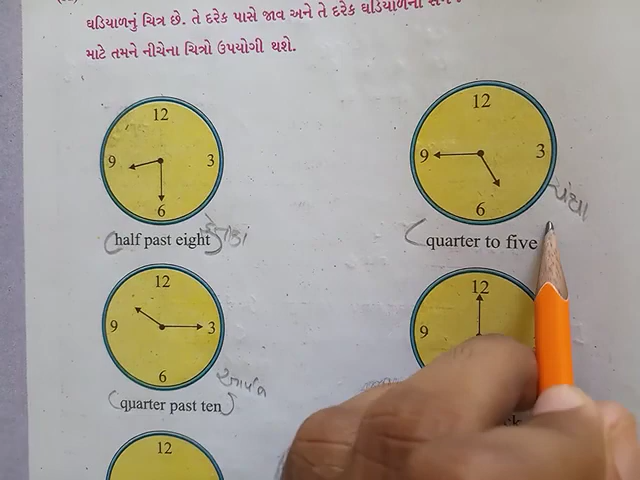 ઘડિયાળનું ચિત્ર છે. તે દરેક પાસે જાવ અને તે દરેક ઘડિયાળનો
માટે તમને નીચેના ચિત્રો ઉપયોગી થશે.
12
9 3
6
half past eight
12
9 3
6
quarter to five
12
9 3
6
quarter past ten
12
9
12